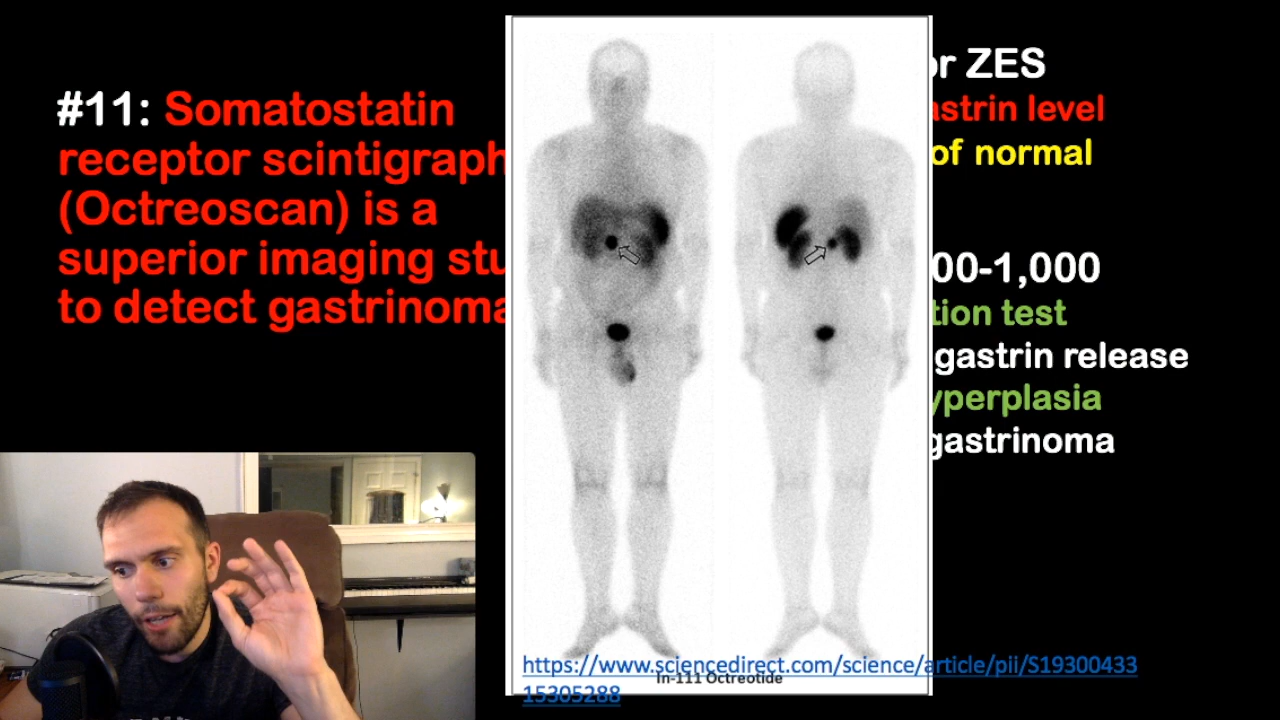 #11: Somatostatin
receptor scintigraph
(Octreoscan) is a
superior imaging stu
to detect gastrinoma
or ZES
astrin level
of normal
00-1,000
tion test
gastrin release
yperplasia
gastrinoma
https://www.sciencedirect.com/science/article/pii/S19300433
15305288
In-111 Octreotide